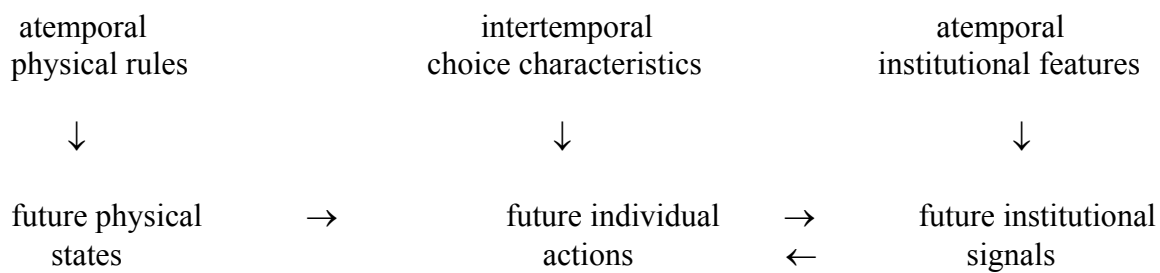 atemporal intertemporal atemporal
physical rules choice characteristics institutional features
↓ ↓ ↓
future physical → future individual → future institutional
states actions ← signals